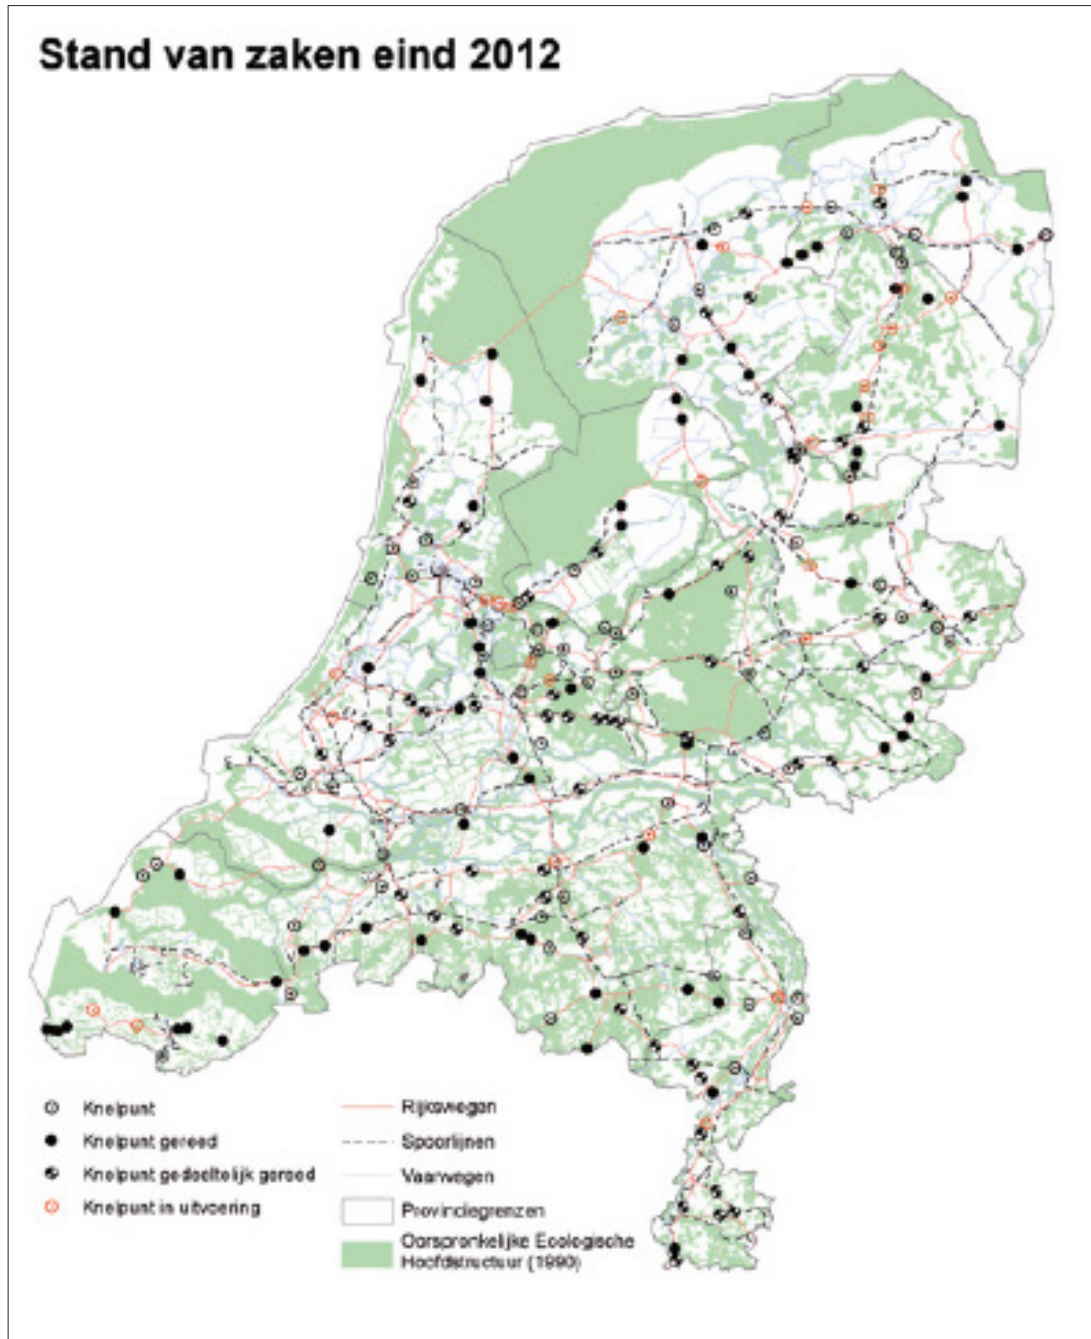 Stand van zaken eind 2012
Knelpunt
Knelpunt gereed
Knelpunt gedeeltelijk gereed
Knelpunt in uitvoering
Rijkswegen
Spoorlijnen
Vaarwegen
Provinciegrenzen
Oorspronkelijke Ecologische
Hoofdstructuur (1990)